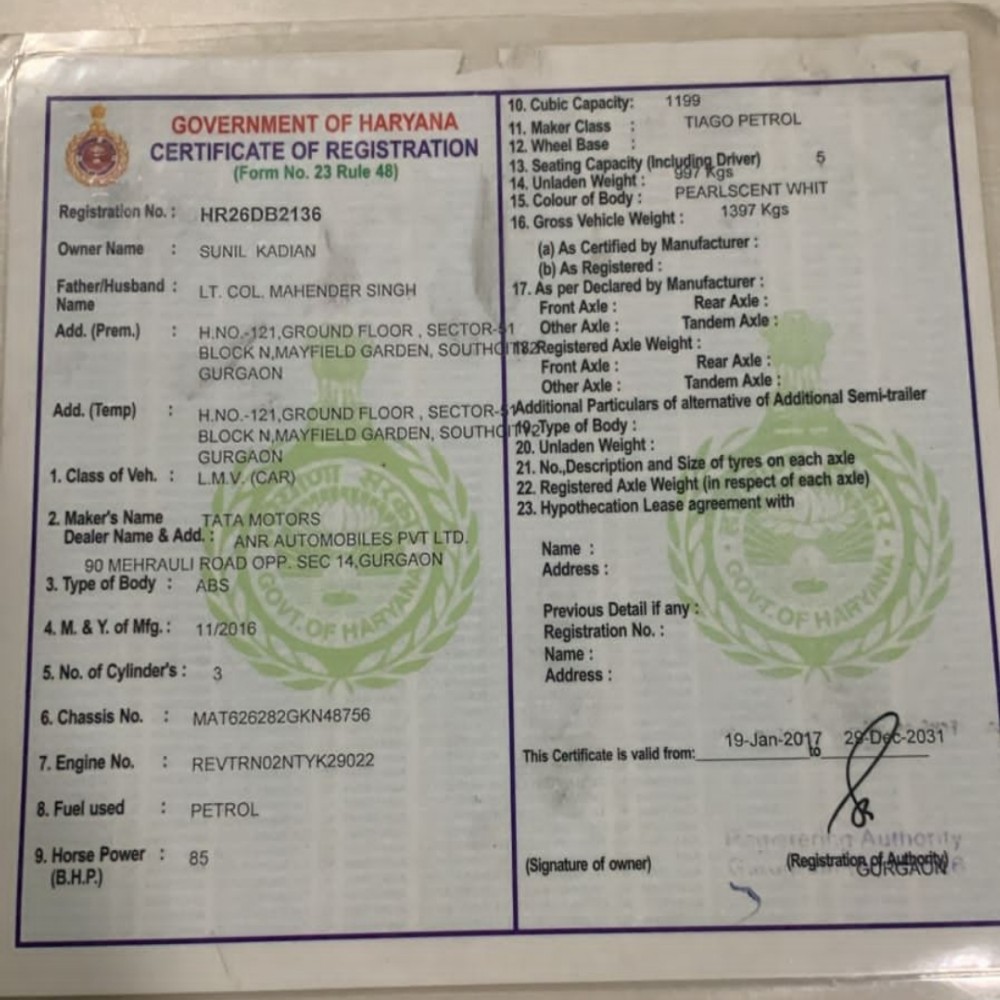 GOVERNMENT OF HARYANA
CERTIFICATE OF REGISTRATION
(Form No. 23 Rule 48)
Registration No. : HR26DB2136
Owner Name : SUNIL KADIAN
Father/Husband : LT. COL. MAHENDER SINGH
Name
Add. (Prem.) : H.NO.-121,GROUND FLOOR , SECTOR-51
BLOCK N,MAYFIELD GARDEN, SOUTHCITY2
GURGAON
Add. (Temp) : H.NO.-121,GROUND FLOOR , SECTOR-51
BLOCK N,MAYFIELD GARDEN, SOUTHCITY2
GURGAON
1. Class of Veh. : L.M.V. (CAR)
2. Maker's Name TATA MOTORS
Dealer Name & Add. : ANR AUTOMOBILES PVT LTD.
90 MEHRAULI ROAD OPP. SEC 14,GURGAON
3. Type of Body : ABS
4. M. & Y. of Mfg. : 11/2016
5. No. of Cylinder's : 3
6. Chassis No. : MAT626282GKN48756
7. Engine No. : REVTRN02NTYK29022
8. Fuel used : PETROL
9. Horse Power : 85
(B.H.P.)
10. Cubic Capacity: 1199
11. Maker Class : TIAGO PETROL
12. Wheel Base :
13. Seating Capacity (Including Driver) 5
14. Unladen Weight : 997 Kgs
15. Colour of Body : PEARLSCENT WHIT
16. Gross Vehicle Weight : 1397 Kgs
(a) As Certified by Manufacturer :
(b) As Registered :
17. As per Declared by Manufacturer :
Front Axle : Rear Axle :
Other Axle : Tandem Axle :
18. Registered Axle Weight :
Front Axle : Rear Axle :
Other Axle : Tandem Axle :
Additional Particulars of alternative of Additional Semi-trailer
19. Type of Body :
20. Unladen Weight :
21. No.,Description and Size of tyres on each axle
22. Registered Axle Weight (in respect of each axle)
23. Hypothecation Lease agreement with
Name :
Address :
Previous Detail if any :
Registration No. :
Name :
Address :
This Certificate is valid from: 19-Jan-2017 to 29-Dec-2031
Registering Authority
(Signature of owner) (Registration of Authority)
GURGAON
GOVT. OF HARYANA
GOVT. OF HARYANA